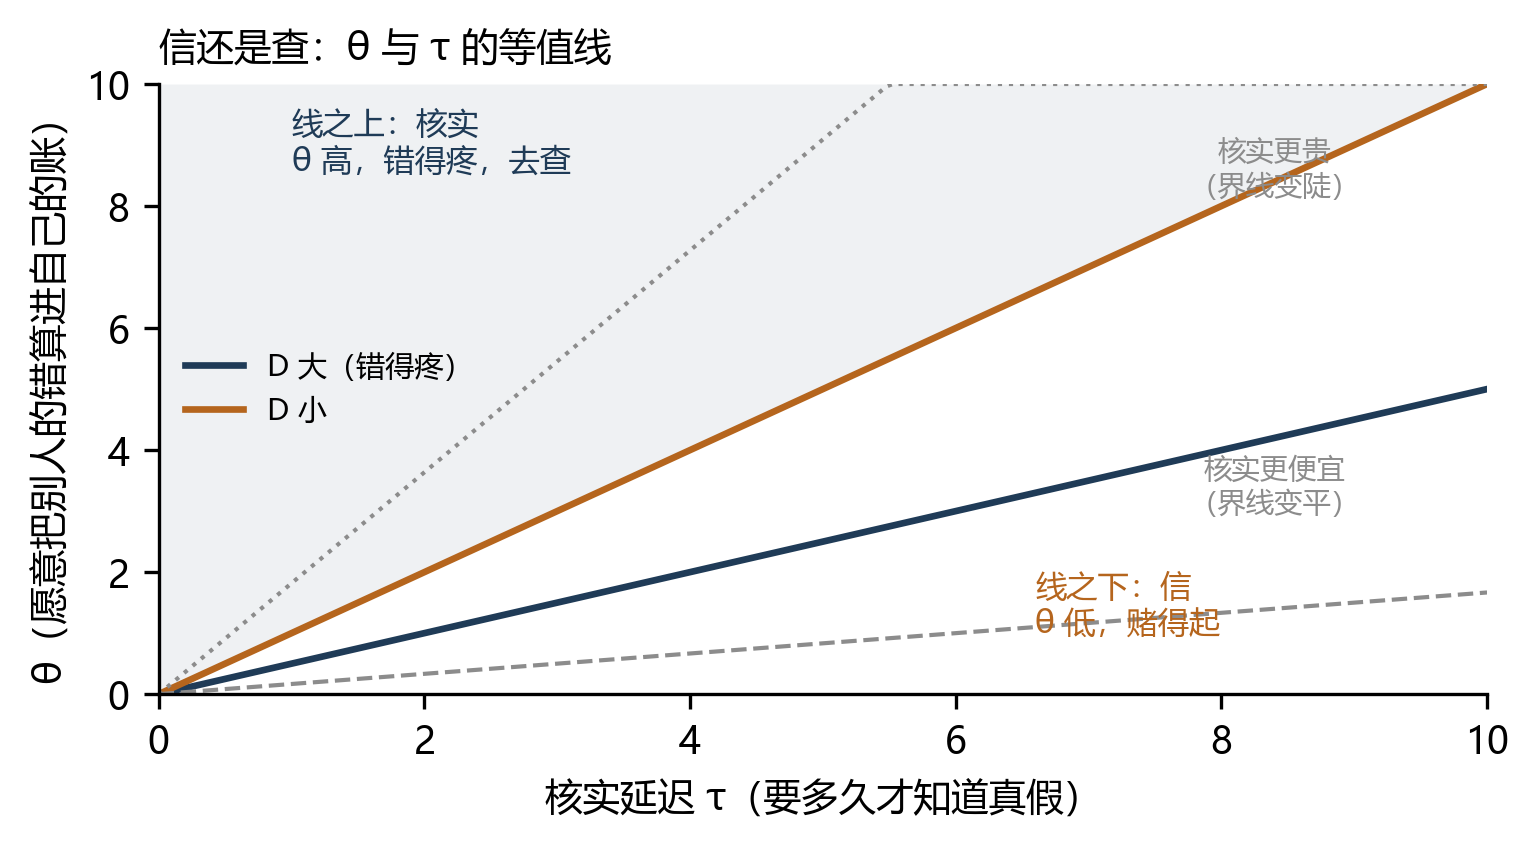 信还是查：θ 与 τ 的等值线
θ（愿意把别人的错算进自己的账）
10
8
6
4
2
0
线之上：核实
θ 高，错得疼，去查
核实更贵
（界线变陡）
D 大（错得疼）
D 小
核实更便宜
（界线变平）
线之下：信
θ 低，赌得起
0
2
4
6
8
10
核实延迟 τ（要多久才知道真假）